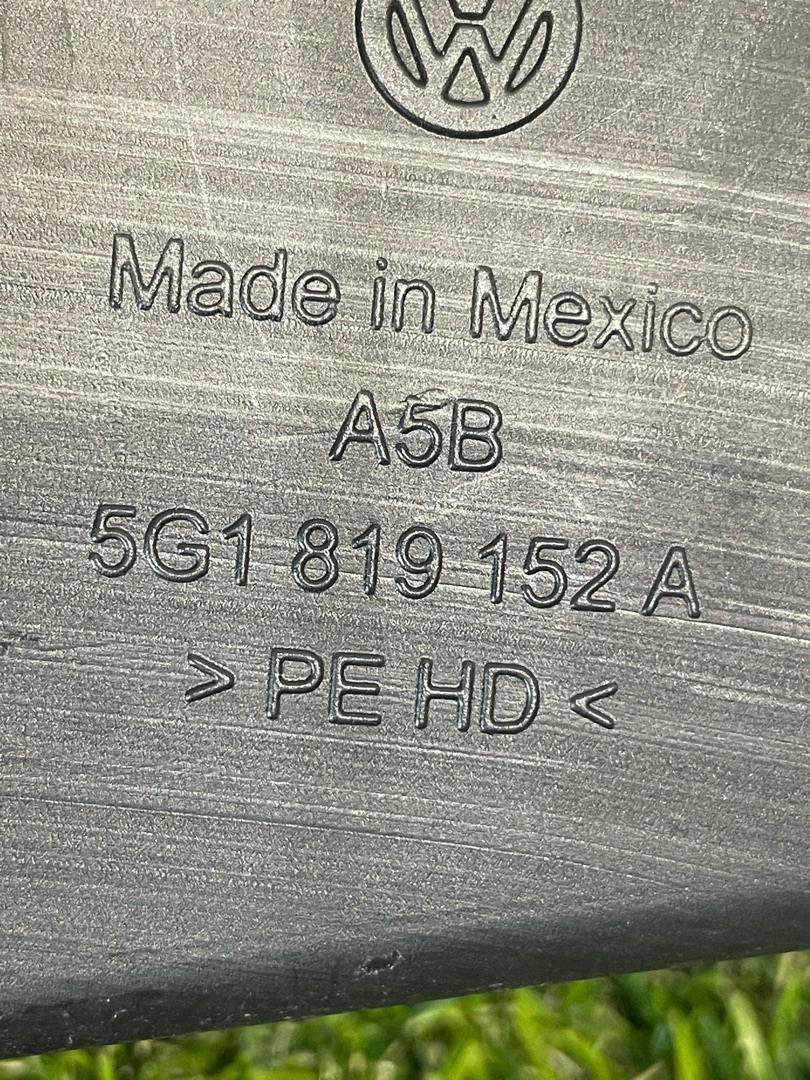 Made in Mexico
A5B
5G1 819 152 A
> PE HD <